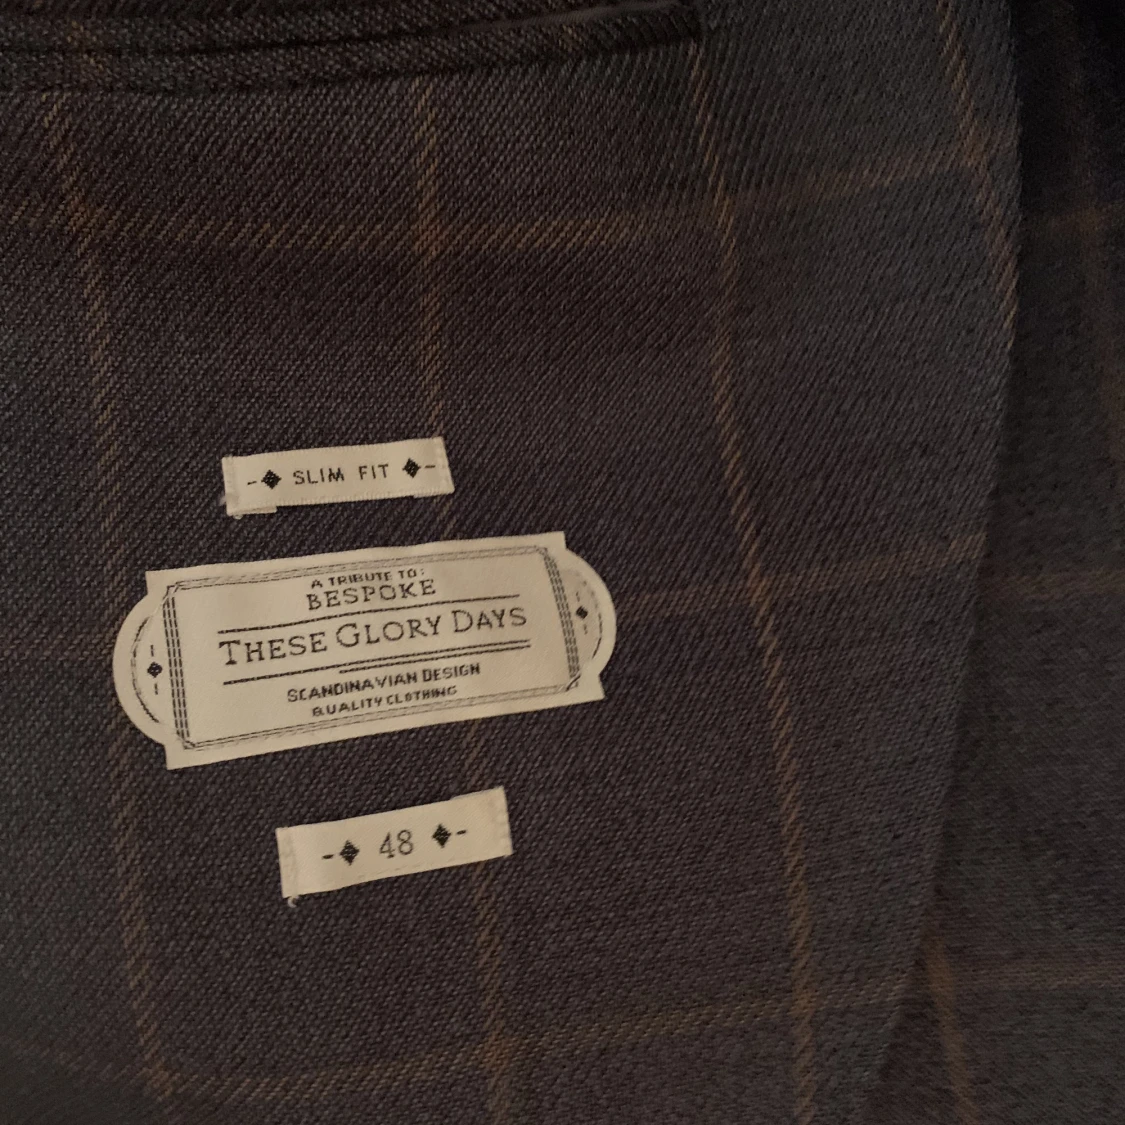 SLIM FIT
A TRIBUTE TO:
BESPOKE
THESE GLORY DAYS
SCANDINAVIAN DESIGN
QUALITY CLOTHING
48